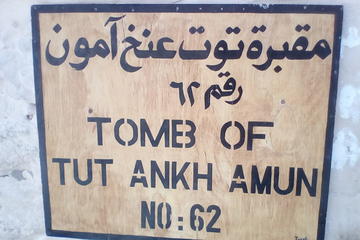 مقبرة توت عنخ آمون
رقم ٦٢
TOMB OF
TUT ANKH AMUN
NO:62